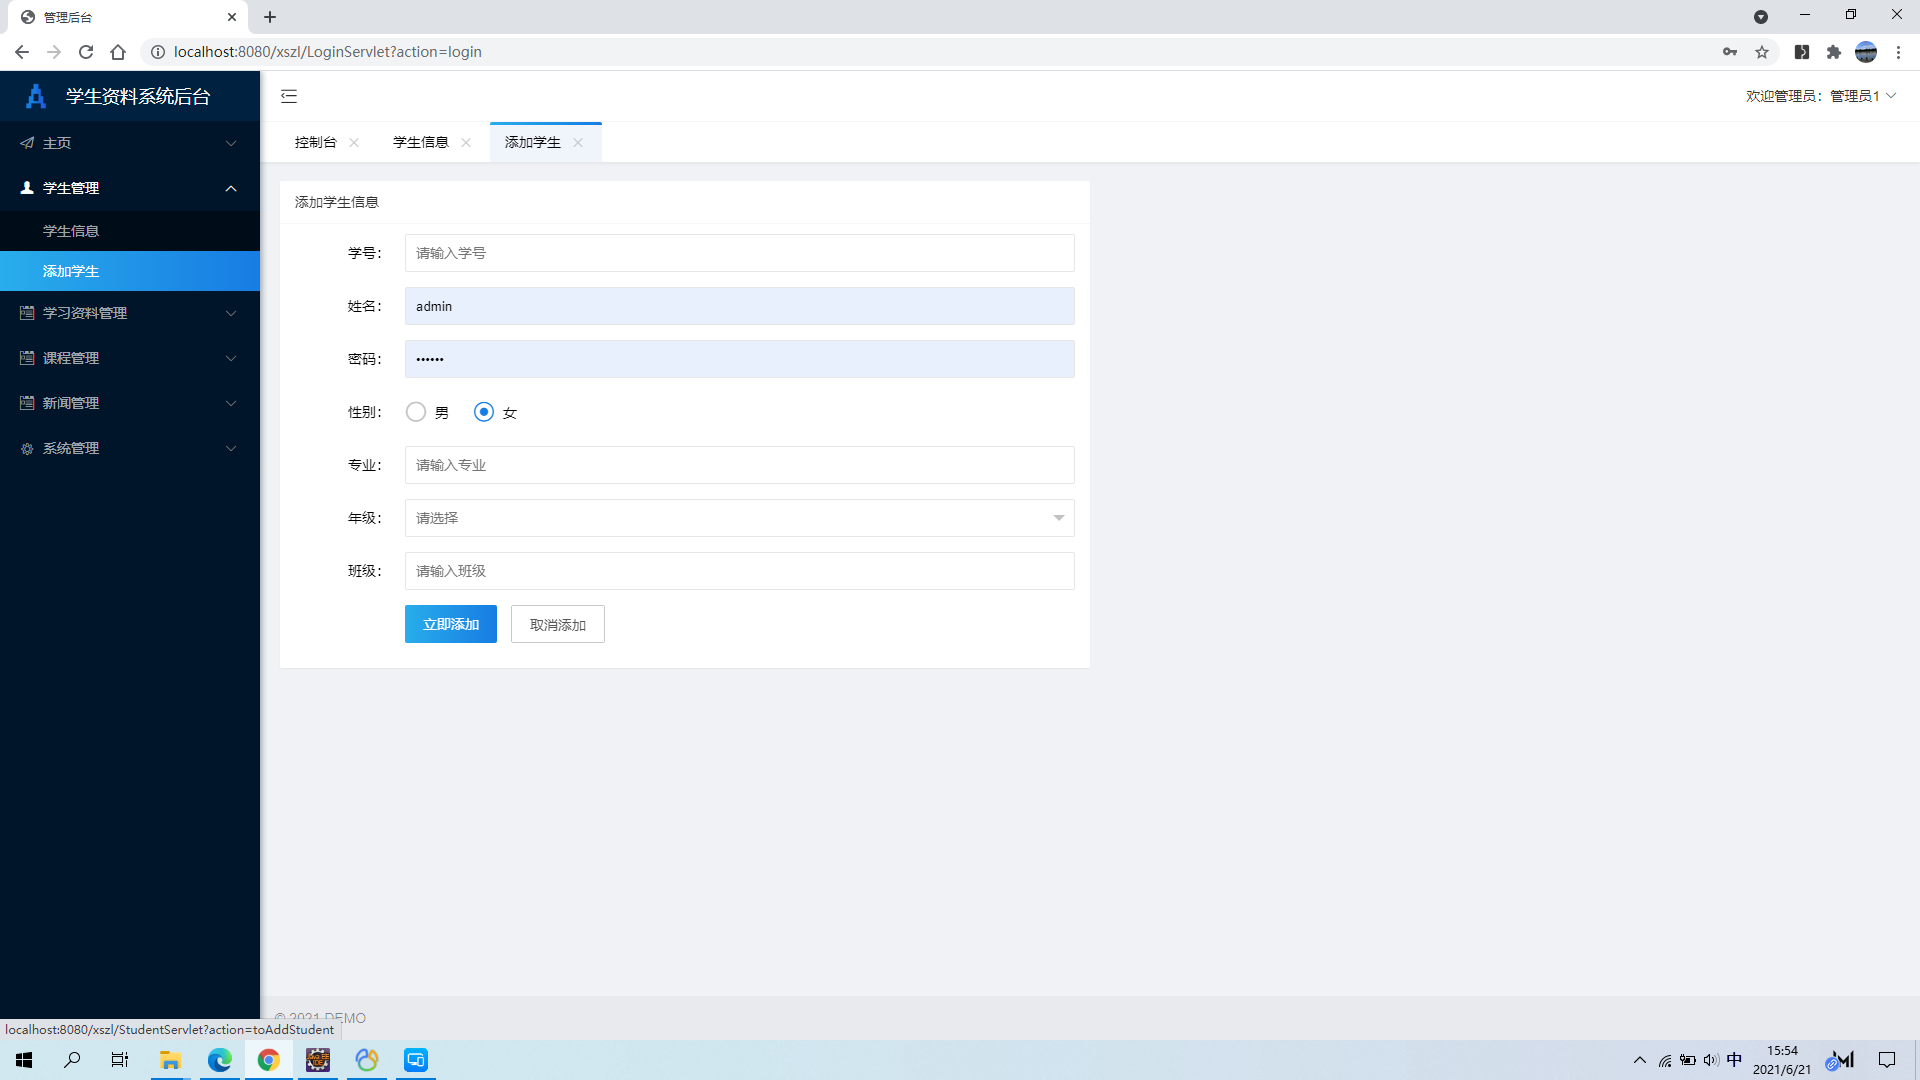 管理后台
localhost:8080/xszl/LoginServlet?action=login
学生资料系统后台
欢迎管理员：管理员1
主页
学生管理
学生信息
添加学生
学习资料管理
课程管理
新闻管理
系统管理
控制台
学生信息
添加学生
添加学生信息
学号：
请输入学号
姓名：
admin
密码：
••••••
性别：
男
女
专业：
请输入专业
年级：
请选择
班级：
请输入班级
立即添加
取消添加
© 2021 DEMO
localhost:8080/xszl/StudentServlet?action=toAddStudent
中
15:54
2021/6/21